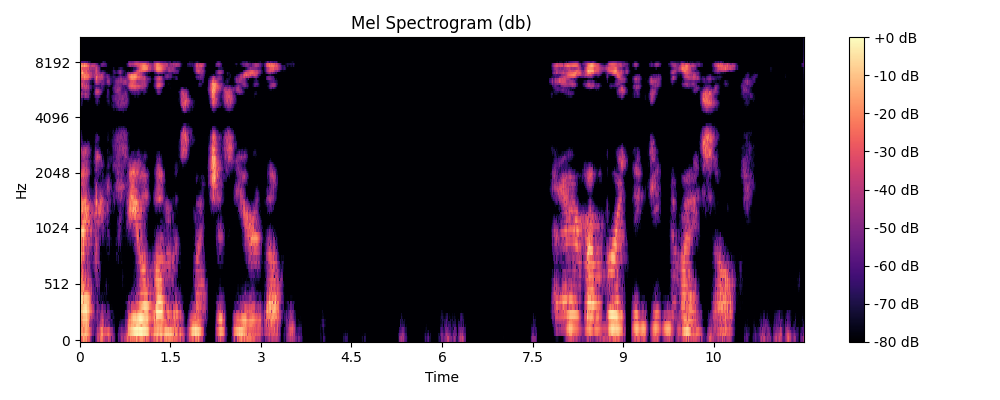 Mel Spectrogram (db)
Hz
8192
4096
2048
1024
512
0
0 1.5 3 4.5 6 7.5 9 10
Time
+0 dB
-10 dB
-20 dB
-30 dB
-40 dB
-50 dB
-60 dB
-70 dB
-80 dB